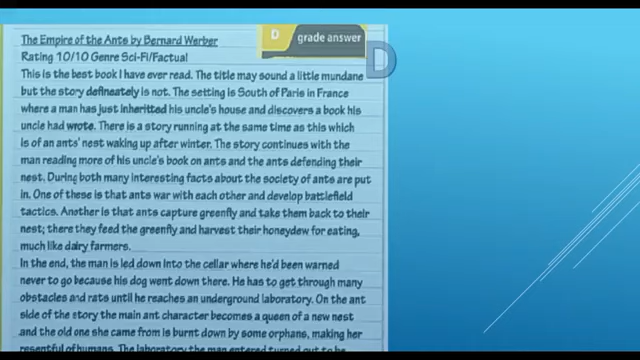 D grade answer
D
The Empire of the Ants by Bernard Werber
Rating 10/10 Genre Sci-Fi/Factual
This is the best book I have ever read. The title may sound a little mundane
but the story defineately is not. The setting is South of Paris in France
where a man has just inheritted his uncle's house and discovers a book his
uncle had wrote. There is a story running at the same time as this which
is of an ants' nest waking up after winter. The story continues with the
man reading more of his uncle's book on ants and the ants defending their
nest. During both many interesting facts about the society of ants are put
in. One of these is that ants war with each other and develop battlefield
tactics. Another is that ants capture greenfly and take them back to their
nest; there they feed the greenfly and harvest their honeydew for eating,
much like dairy farmers.
In the end, the man is led down into the cellar where he'd been warned
never to go because his dog went down there. He has to get through many
obstacles and rats until he reaches an underground laboratory. On the ant
side of the story the main ant character becomes a queen of a new nest
and the old one she came from is burnt down by some orphans, making her
resentful of humans. The laboratory the man entered turned out to be